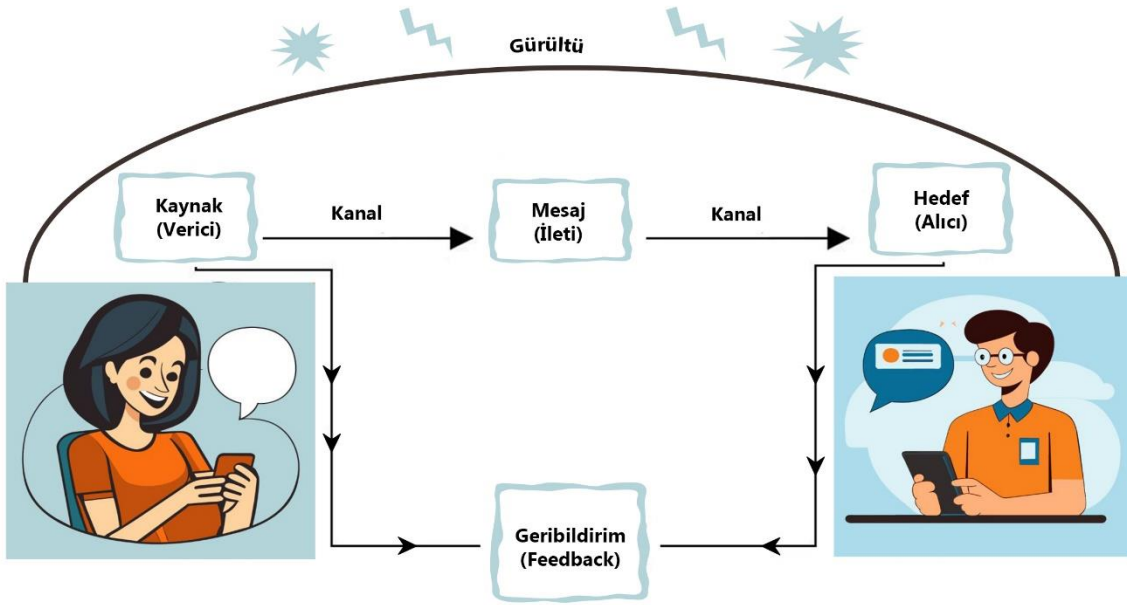 Gürültü
Kaynak
(Verici)
Kanal
Mesaj
(İleti)
Kanal
Hedef
(Alıcı)
Geribildirim
(Feedback)